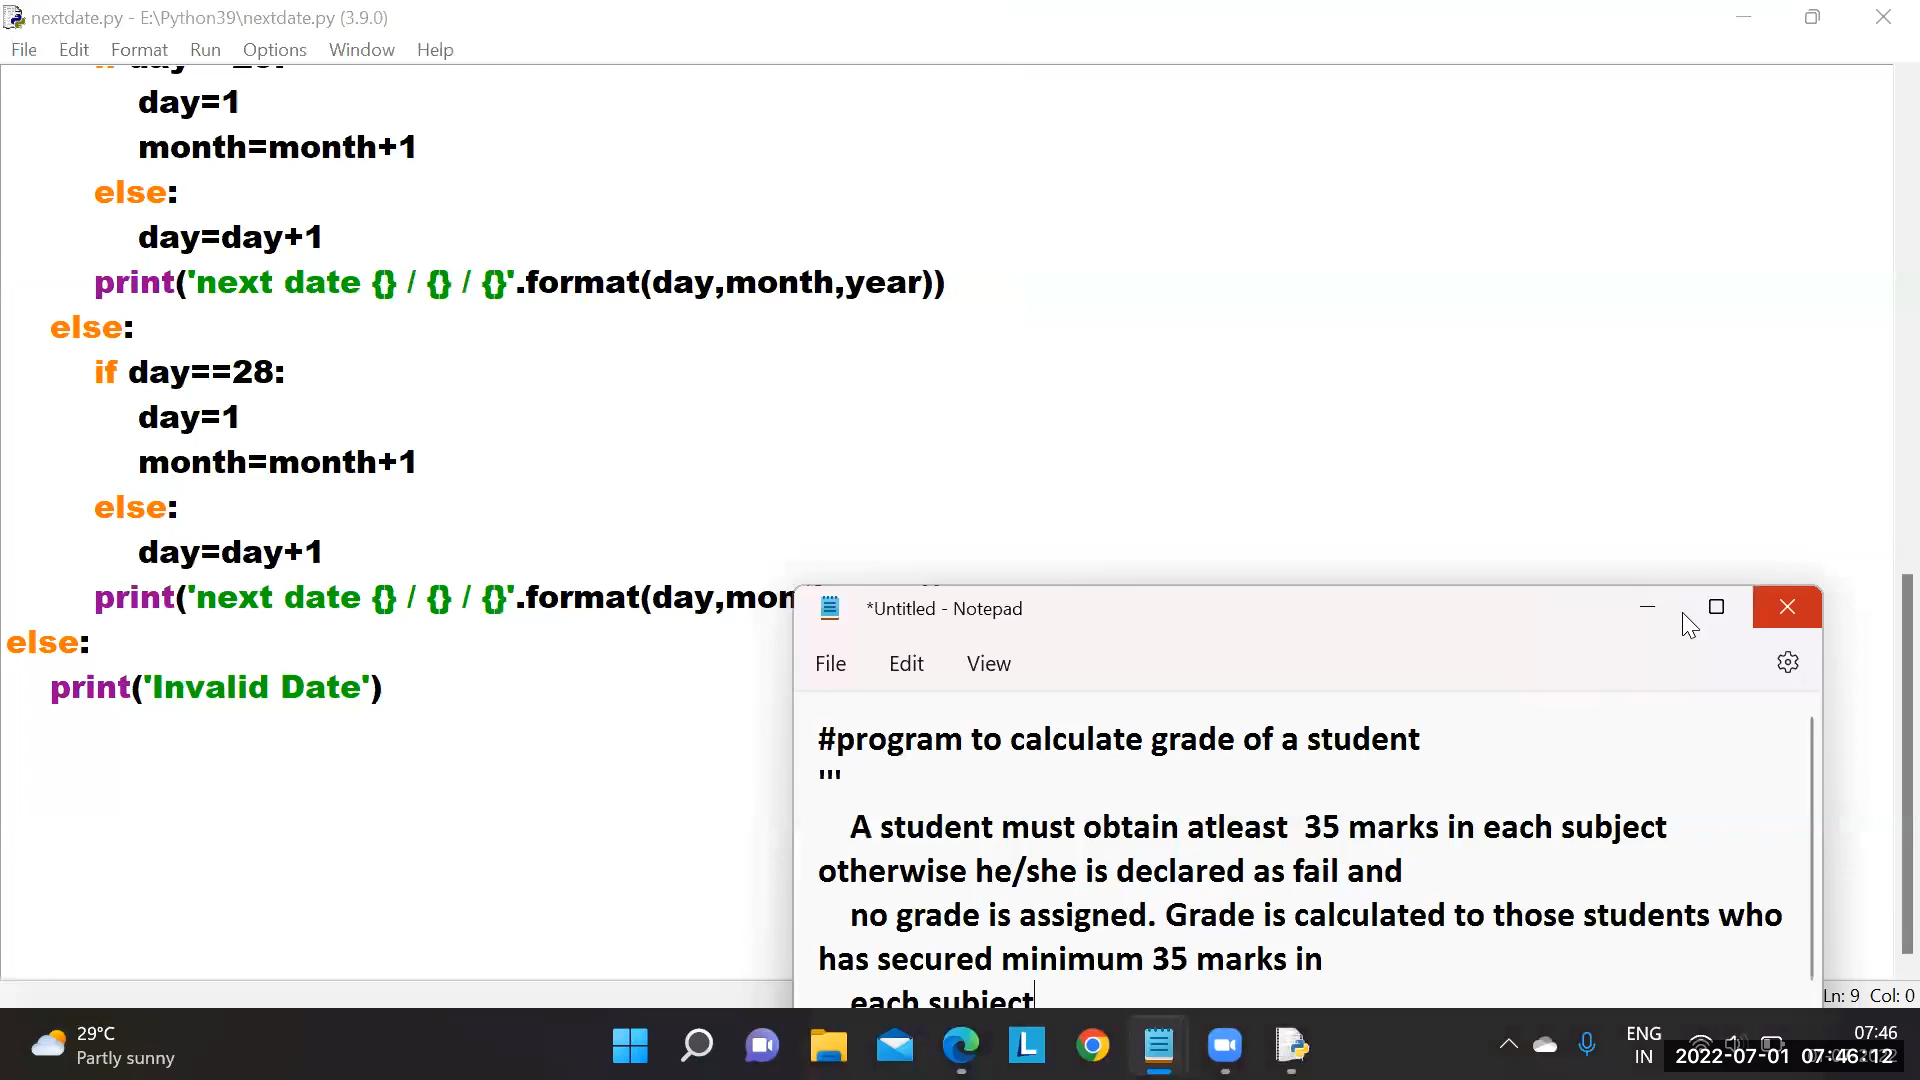 nextdate.py - E:\Python39\nextdate.py (3.9.0)
File Edit Format Run Options Window Help
day=1
month=month+1
else:
day=day+1
print('next date {} / {} / {}'.format(day,month,year))
else:
if day==28:
day=1
month=month+1
else:
day=day+1
print('next date {} / {} / {}'.format(day,mon
else:
print('Invalid Date')
*Untitled - Notepad
File Edit View
#program to calculate grade of a student
'''
A student must obtain atleast  35 marks in each subject
otherwise he/she is declared as fail and
no grade is assigned. Grade is calculated to those students who
has secured minimum 35 marks in
each subject
Ln: 9 Col: 0
29°C
Partly sunny
ENG
IN
07:46
2022-07-01 07:46:12